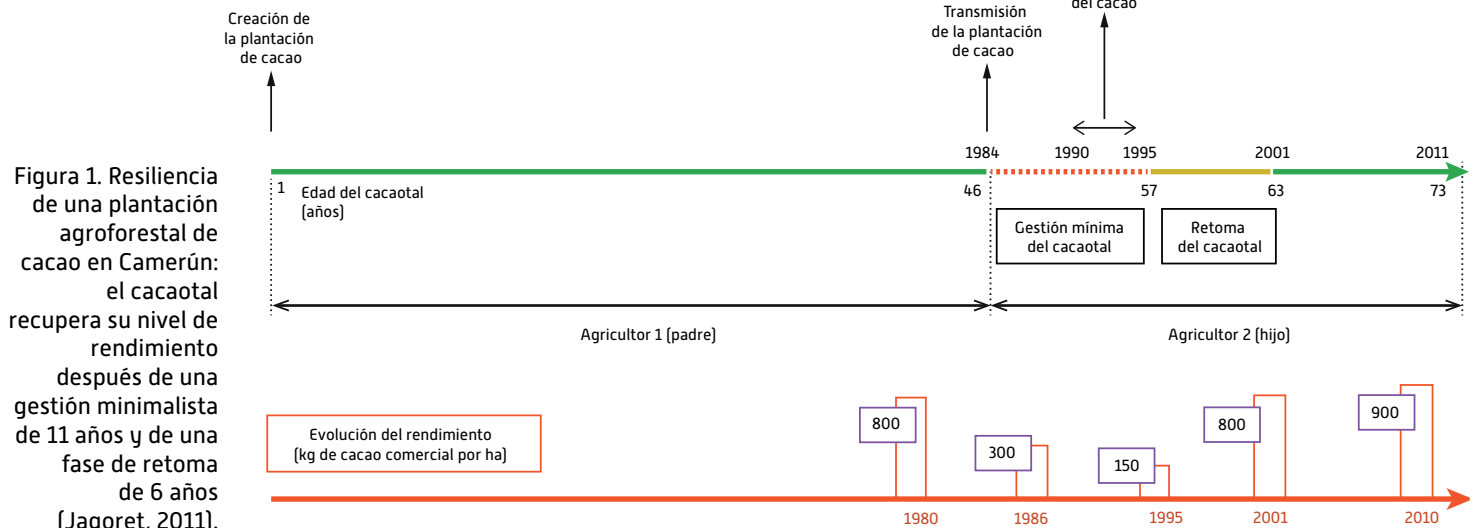 Creación de
la plantación
de cacao
Transmisión
de la plantación
de cacao
del cacao
Figura 1. Resiliencia
de una plantación
agroforestal de
cacao en Camerún:
el cacaotal
recupera su nivel de
rendimiento
después de una
gestión minimalista
de 11 años y de una
fase de retoma
de 6 años
(Jagoret, 2011).
1984 1990 1995 2001 2011
1 Edad del cacaotal
(años)
46 57 63 73
Gestión mínima
del cacaotal
Retoma
del cacaotal
Agricultor 1 (padre)
Agricultor 2 (hijo)
Evolución del rendimiento
(kg de cacao comercial por ha)
800 300 150 800 900
1980 1986 1995 2001 2010